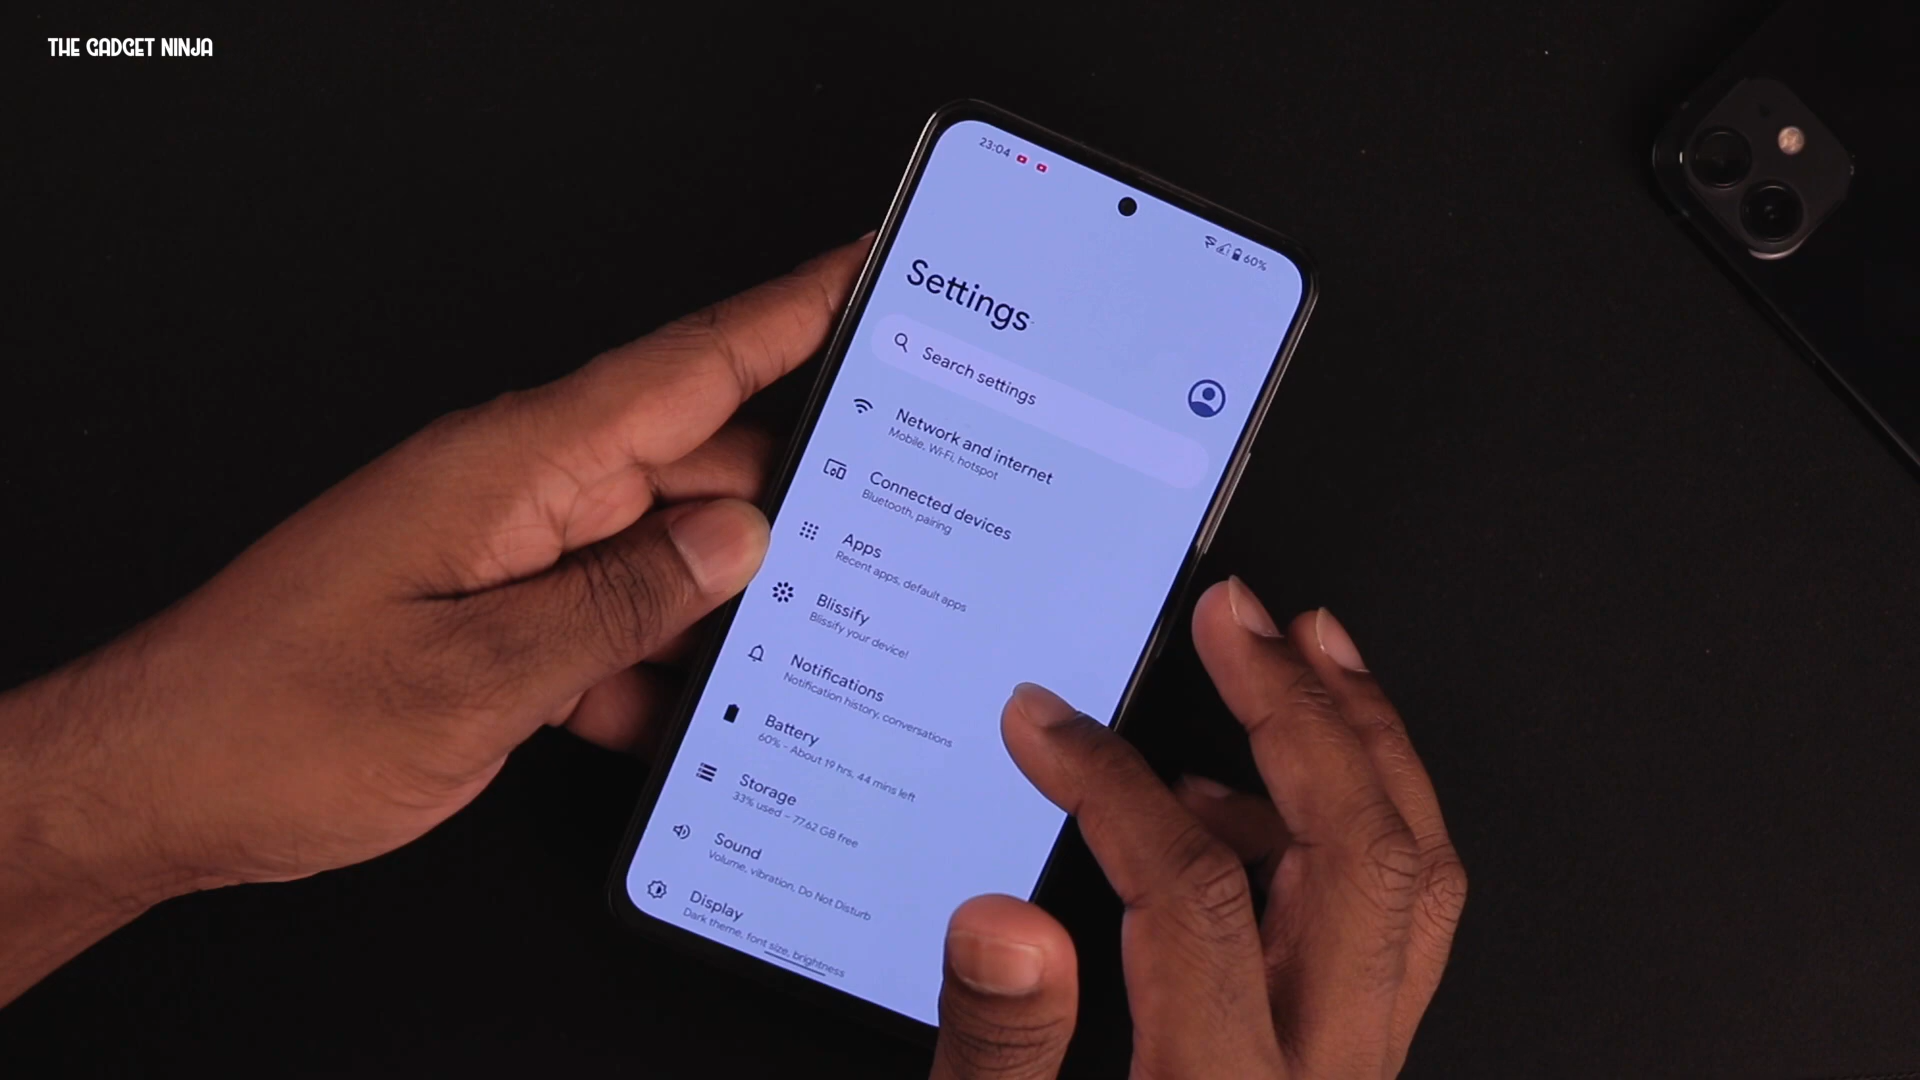 THE GADGET NINJA
23:04
60%
Settings
Search settings
Network and internet
Mobile, Wi-Fi, hotspot
Connected devices
Bluetooth, pairing
Apps
Recent apps, default apps
Blissify
Blissify your device!
Notifications
Notification history, conversations
Battery
60% - About 19 hrs, 44 mins left
Storage
33% used - 77.62 GB free
Sound
Volume, vibration, Do Not Disturb
Display
Dark theme, font size, brightness